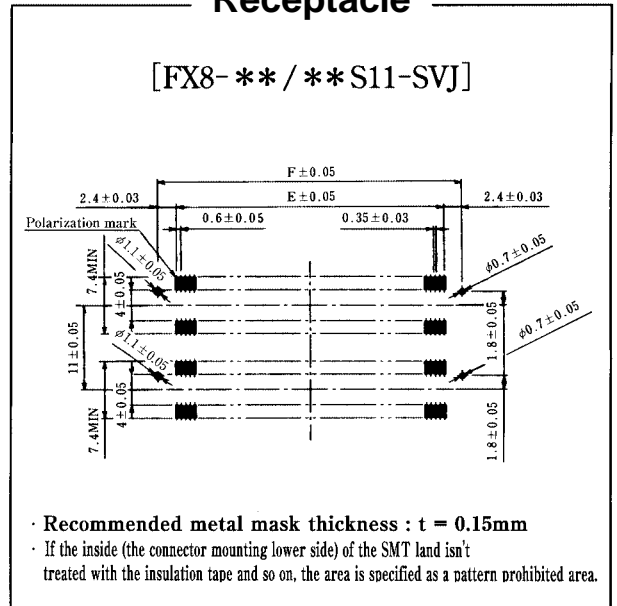 Receptacle
[FX8-**/**S11-SVJ]
F±0.05
2.4±0.03
E±0.05
2.4±0.03
0.6±0.05
0.35±0.03
Polarization mark
φ1.1±0.05
φ0.7±0.05
7.4MIN
4±0.05
11±0.05
1.8±0.05
φ1.1±0.05
φ0.7±0.05
7.4MIN
4±0.05
1.8±0.05
· Recommended metal mask thickness : t = 0.15mm
· If the inside (the connector mounting lower side) of the SMT land isn't
treated with the insulation tape and so on, the area is specified as a pattern prohibited area.